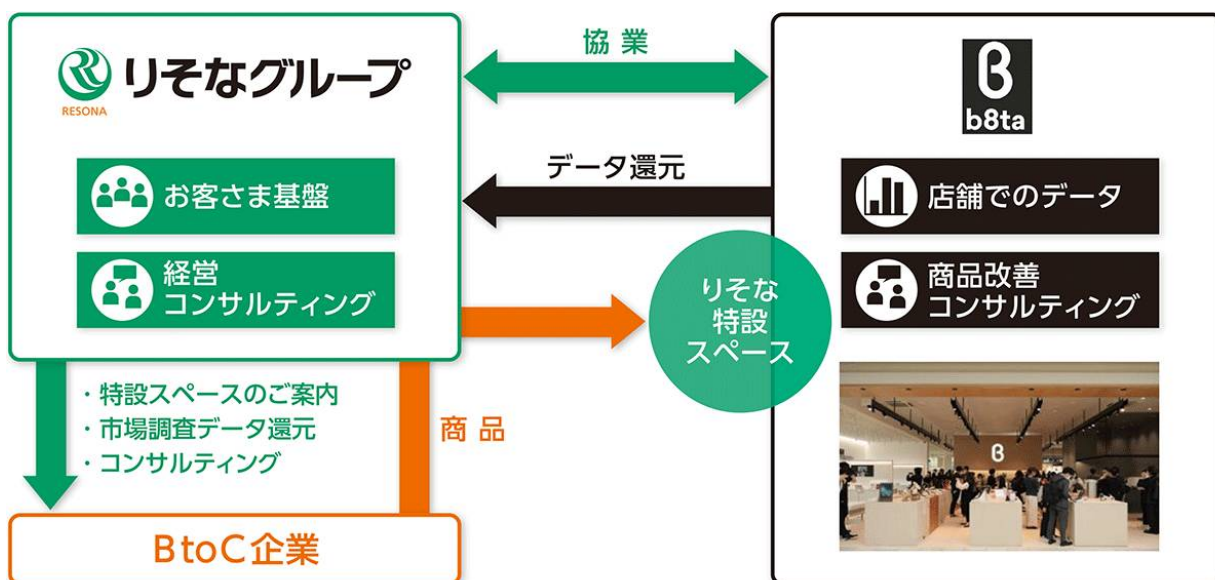 りそなグループ
RESONA
お客さま基盤
経営
コンサルティング
協業
データ還元
β
b8ta
店舗でのデータ
商品改善
コンサルティング
りそな
特設
スペース
β
・特設スペースのご案内
・市場調査データ還元
・コンサルティング
商品
BtoC企業